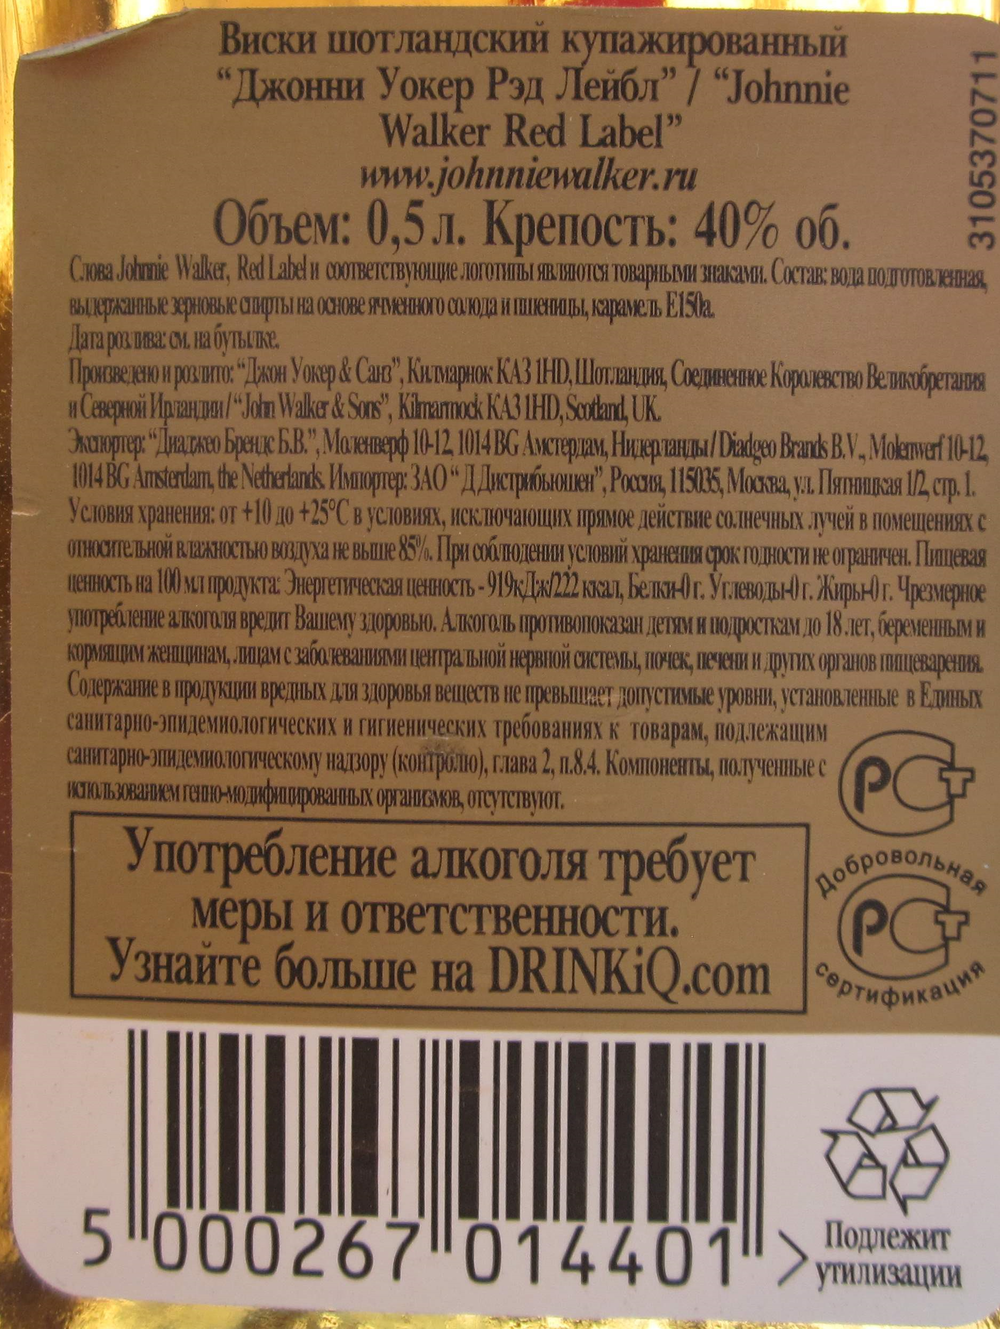 Виски шотландский купажированный
“Джонни Уокер Рэд Лейбл” / “Johnnie
Walker Red Label”
www.johnniewalker.ru
Объем: 0,5 л. Крепость: 40% об.
Слова Johnnie Walker, Red Label и соответствующие логотипы являются товарными знаками. Состав: вода подготовленная,
выдержанные зерновые спирты на основе ячменного солода и пшеницы, карамель Е150а.
Дата розлива: см. на бутылке.
Произведено и розлито: “Джон Уокер & Санз”, Килмарнок КАЗ 1HD, Шотландия, Соединенное Королевство Великобретания
и Северной Ирландии / “John Walker & Sons”, Kilmarnock КАЗ 1HD, Scotland, UK.
Экспортер: “Диаджео Брендс Б.В.”, Моленверф 10-12, 1014 BG Амстердам, Нидерланды / Diadgeo Brands B.V., Molenwerf 10-12,
1014 BG Amsterdam, the Netherlands. Импортер: ЗАО “ Д Дистрибьюшен”, Россия, 115035, Москва, ул. Пятницкая 1/2, стр. 1.
Условия хранения: от +10 до +25°С в условиях, исключающих прямое действие солнечных лучей в помещениях с
относительной влажностью воздуха не выше 85%. При соблюдении условий хранения срок годности не ограничен. Пищевая
ценность на 100 мл продукта: Энергетическая ценность - 919кДж/222 ккал, Белки-0 г. Углеводы-0 г. Жиры-0 г. Чрезмерное
употребление алкоголя вредит Вашему здоровью. Алкоголь противопоказан детям и подросткам до 18 лет, беременным и
кормящим женщинам, лицам с заболеваниями центральной нервной системы, почек, печени и других органов пищеварения.
Содержание в продукции вредных для здоровья веществ не превышает допустимые уровни, установленные в Единых
санитарно-эпидемиологических и гигиенических требованиях к товарам, подлежащим
санитарно-эпидемиологическому надзору (контролю), глава 2, п.8.4. Компоненты, полученные с
использованием генно-модифицированных организмов, отсутствуют.
Употребление алкоголя требует
меры и ответственности.
Узнайте больше на DRINKiQ.com
РСТ
Добровольная
РСТ
сертификация
3105370711
5 000267 014401 >
Подлежит
утилизации